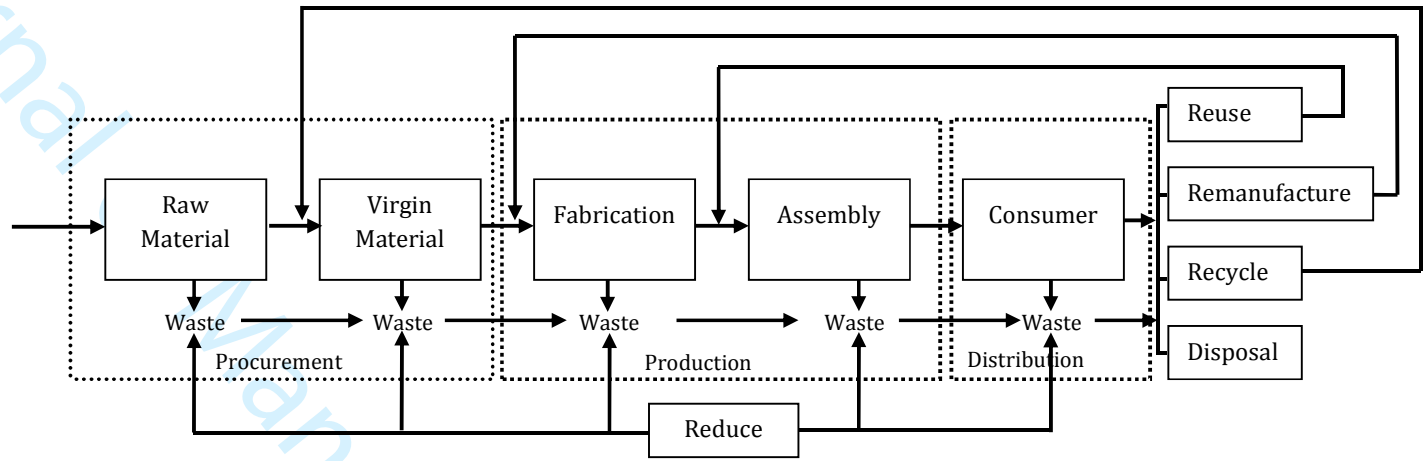 Reuse
Remanufacture
Recycle
Disposal
Raw
Material
Virgin
Material
Fabrication
Assembly
Consumer
Waste
Waste
Waste
Waste
Waste
Procurement
Production
Distribution
Reduce